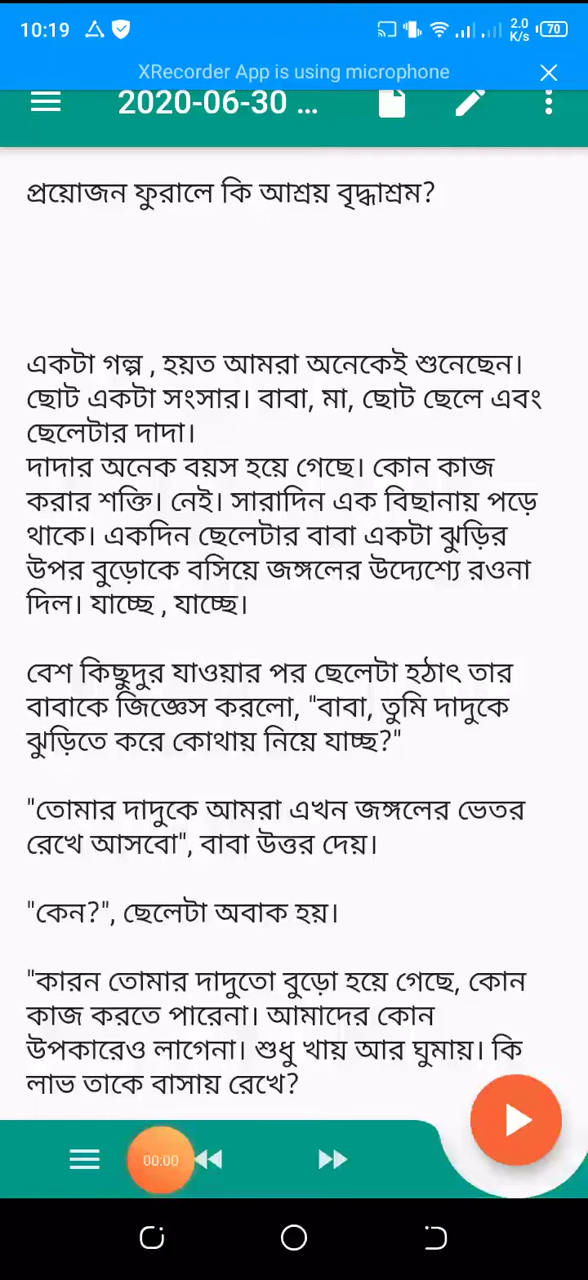 10:19
2.0
K/s
70
XRecorder App is using microphone
2020-06-30 ...
প্রয়োজন ফুরালে কি আশ্রয় বৃদ্ধাশ্রম?
একটা গল্প , হয়ত আমরা অনেকেই শুনেছেন।
ছোট একটা সংসার। বাবা, মা, ছোট ছেলে এবং
ছেলেটার দাদা।
দাদার অনেক বয়স হয়ে গেছে। কোন কাজ
করার শক্তি। নেই। সারাদিন এক বিছানায় পড়ে
থাকে। একদিন ছেলেটার বাবা একটা ঝুড়ির
উপর বুড়োকে বসিয়ে জঙ্গলের উদ্যেশ্যে রওনা
দিল। যাচ্ছে , যাচ্ছে।
বেশ কিছুদুর যাওয়ার পর ছেলেটা হঠাৎ তার
বাবাকে জিজ্ঞেস করলো, "বাবা, তুমি দাদুকে
ঝুড়িতে করে কোথায় নিয়ে যাচ্ছ?"
"তোমার দাদুকে আমরা এখন জঙ্গলের ভেতর
রেখে আসবো", বাবা উত্তর দেয়।
"কেন?", ছেলেটা অবাক হয়।
"কারন তোমার দাদুতো বুড়ো হয়ে গেছে, কোন
কাজ করতে পারেনা। আমাদের কোন
উপকারেও লাগেনা। শুধু খায় আর ঘুমায়। কি
লাভ তাকে বাসায় রেখে?
00:00